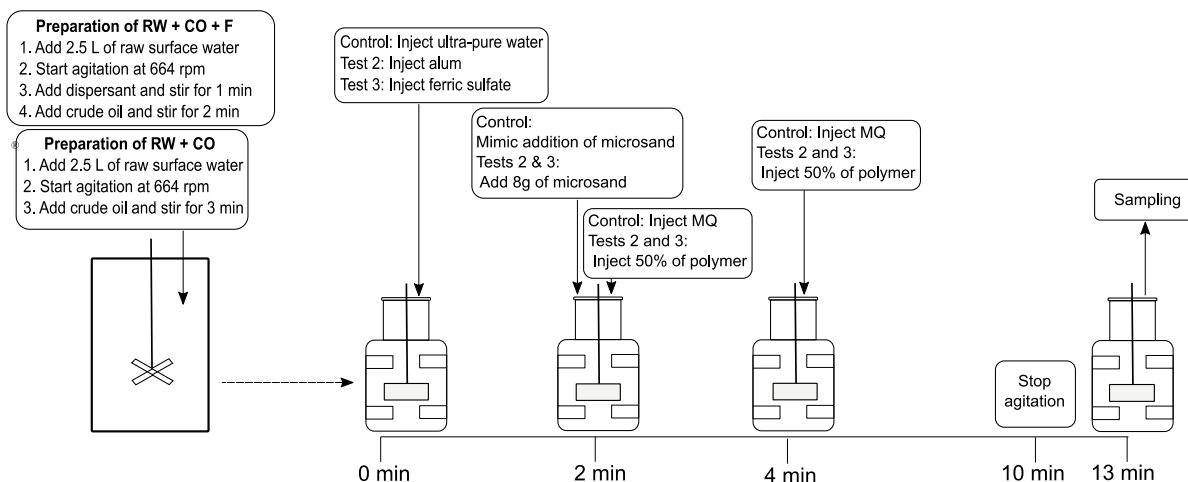 Preparation of RW + CO + F
1. Add 2.5 L of raw surface water
2. Start agitation at 664 rpm
3. Add dispersant and stir for 1 min
4. Add crude oil and stir for 2 min
Preparation of RW + CO
1. Add 2.5 L of raw surface water
2. Start agitation at 664 rpm
3. Add crude oil and stir for 3 min
Control: Inject ultra-pure water
Test 2: Inject alum
Test 3: Inject ferric sulfate
Control:
Mimic addition of microsand
Tests 2 & 3:
Add 8g of microsand
Control: Inject MQ
Tests 2 and 3:
Inject 50% of polymer
Control: Inject MQ
Tests 2 and 3:
Inject 50% of polymer
Sampling
Stop
agitation
0 min
2 min
4 min
10 min
13 min